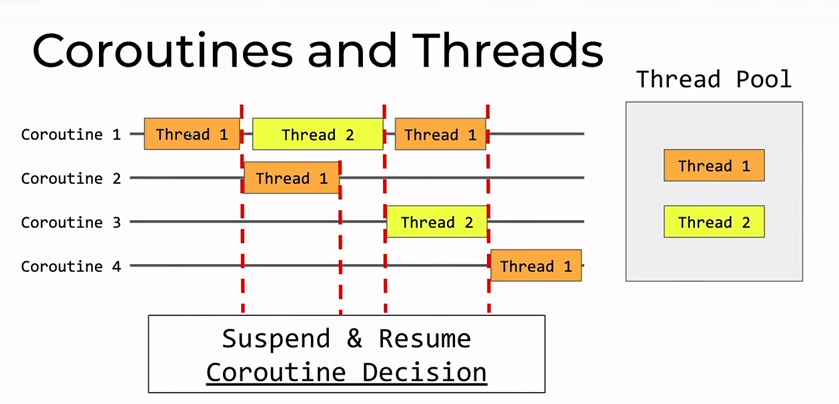 Coroutines and Threads
Thread Pool
Coroutine 1 Thread 1 Thread 2 Thread 1
Coroutine 2 Thread 1
Coroutine 3 Thread 2
Coroutine 4 Thread 1
Thread 1
Thread 2
Suspend & Resume
Coroutine Decision